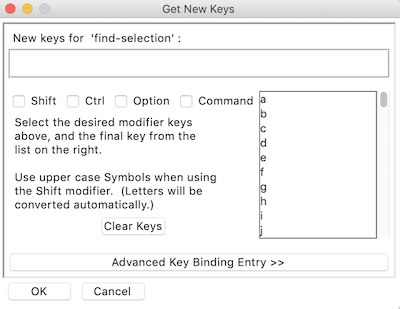 Get New Keys
New keys for 'find-selection' :
Shift Ctrl Option Command
Select the desired modifier keys
above, and the final key from the
list on the right.
Use upper case Symbols when using
the Shift modifier. (Letters will be
converted automatically.)
Clear Keys
a
b
c
d
e
f
g
h
i
j
Advanced Key Binding Entry >>
OK Cancel